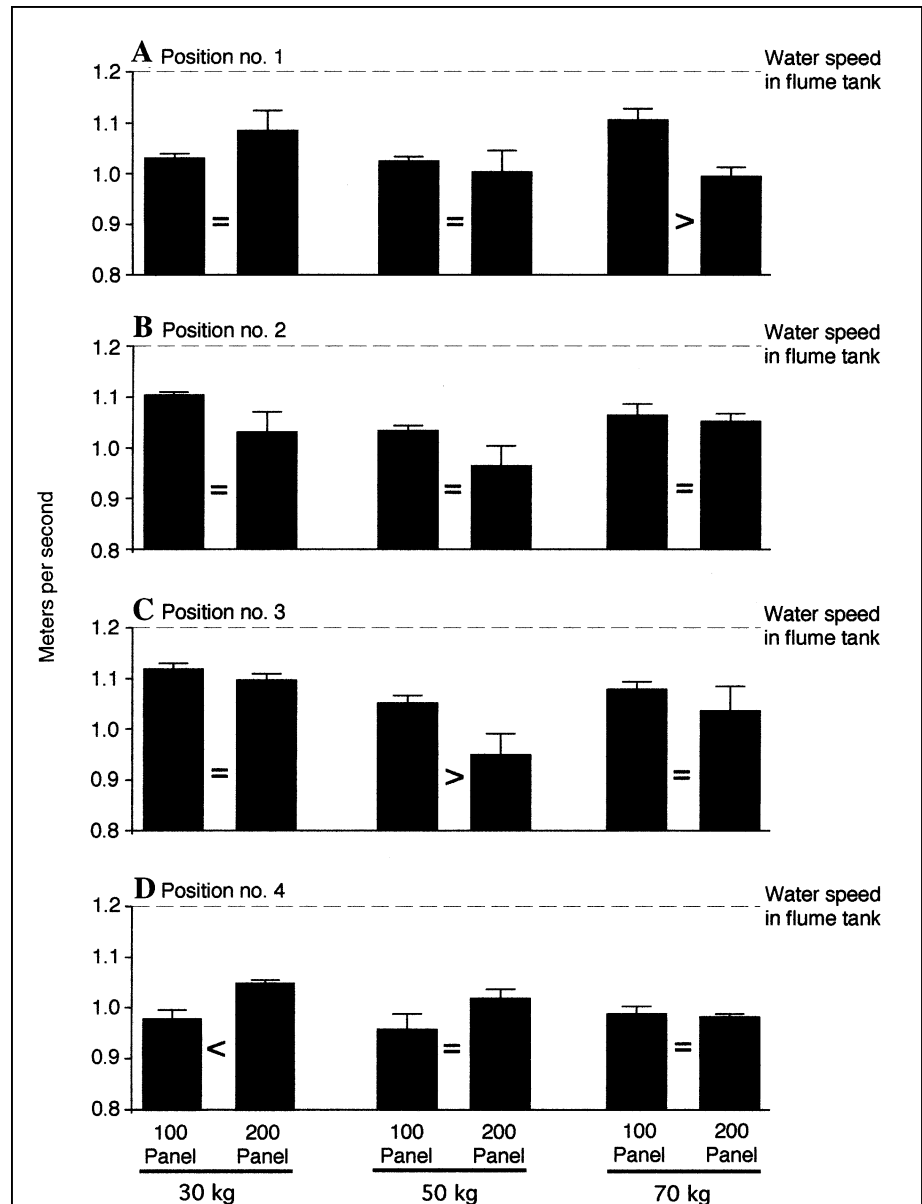 A Position no. 1
Water speed
in flume tank
1.2
1.1
1.0
0.9
0.8
=
=
>
B Position no. 2
Water speed
in flume tank
1.2
1.1
1.0
0.9
0.8
=
=
=
Meters per second
C Position no. 3
Water speed
in flume tank
1.2
1.1
1.0
0.9
0.8
=
>
=
D Position no. 4
Water speed
in flume tank
1.2
1.1
1.0
0.9
0.8
<
=
=
100 200 100 200 100 200
Panel Panel Panel Panel Panel Panel
30 kg 50 kg 70 kg